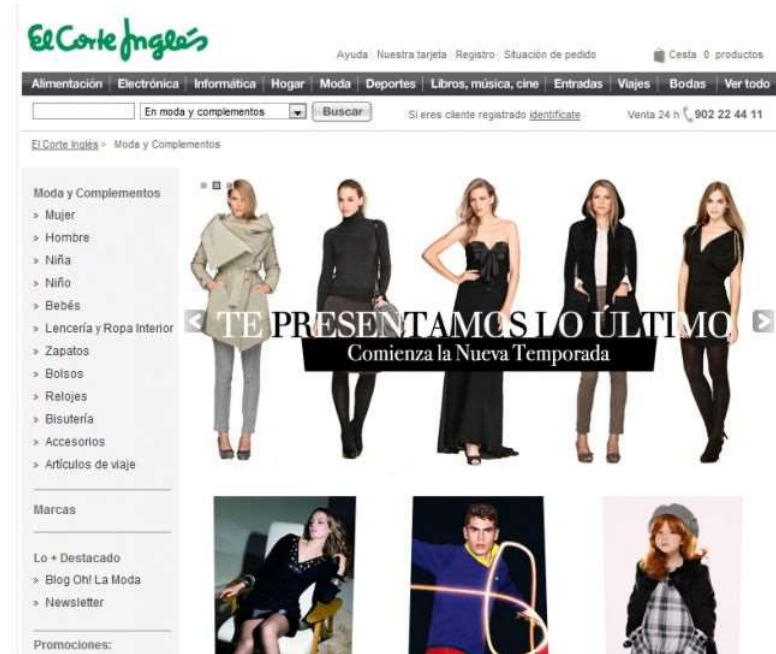 El Corte Inglés
Ayuda Nuestra tarjeta Registro Situación de pedido Cesta 0 productos
Alimentación Electrónica Informática Hogar Moda Deportes Libros, música, cine Entradas Viajes Bodas Ver todo
En moda y complementos Buscar Si eres cliente registrado identifícate Venta 24 h 902 22 44 11
El Corte Inglés > Moda y Complementos
Moda y Complementos
» Mujer
» Hombre
» Niña
» Niño
» Bebés
» Lencería y Ropa Interior
» Zapatos
» Bolsos
» Relojes
» Bisutería
» Accesorios
» Artículos de viaje
Marcas
Lo + Destacado
» Blog Oh! La Moda
» Newsletter
Promociones:
TE PRESENTAMOS LO ÚLTIMO
Comienza la Nueva Temporada